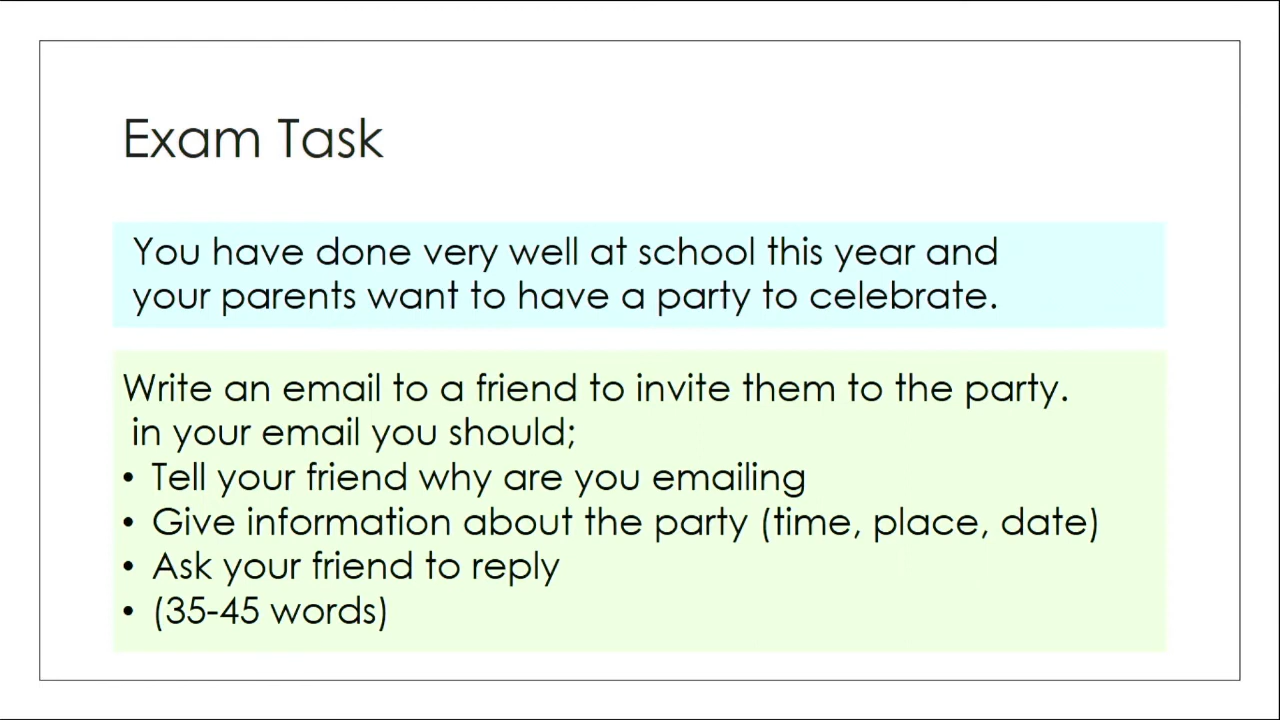 Exam Task
You have done very well at school this year and
your parents want to have a party to celebrate.
Write an email to a friend to invite them to the party.
in your email you should;
• Tell your friend why are you emailing
• Give information about the party (time, place, date)
• Ask your friend to reply
• (35-45 words)